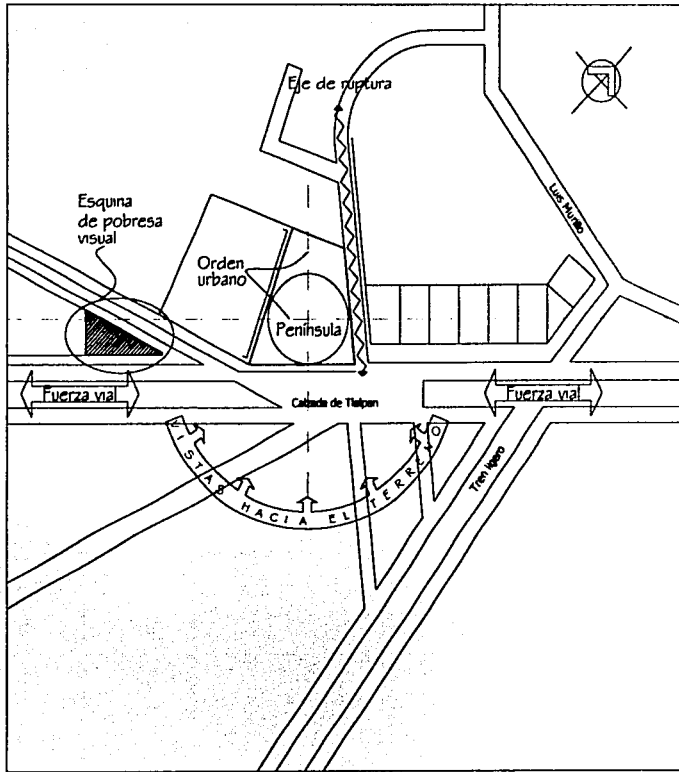 Eje de ruptura
Luis Murillo
Esquina
de pobresa
visual
Orden
urbano
Península
Fuerza vial
Calzada de Tlalpan
Fuerza vial
VISTAS HACIA EL TERRENO
Tren ligero